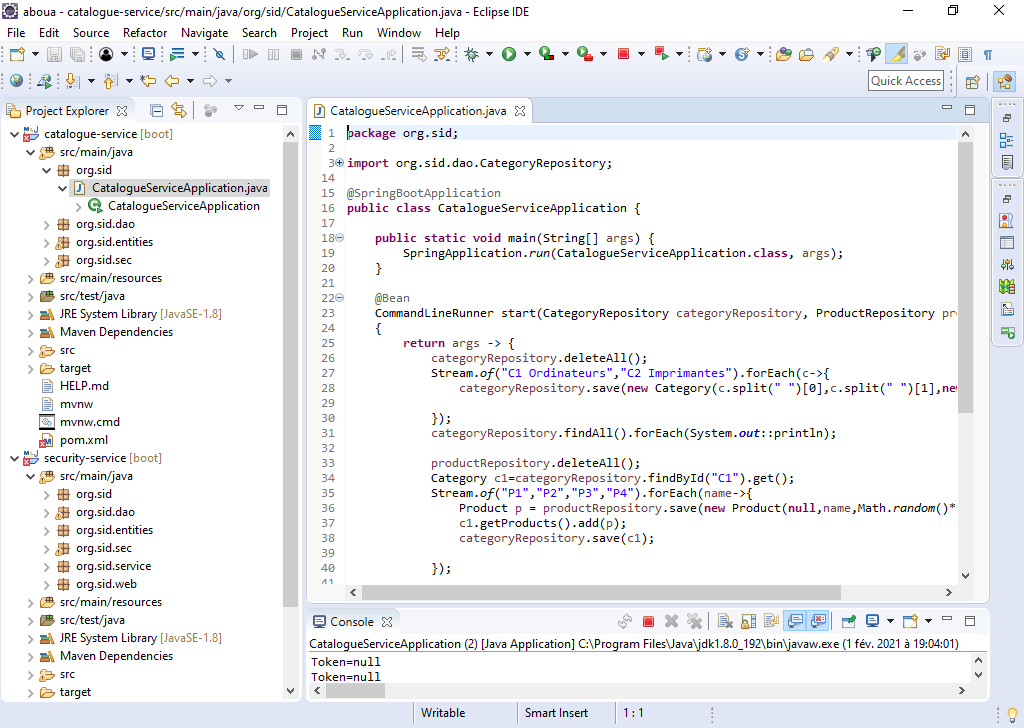 aboua - catalogue-service/src/main/java/org/sid/CatalogueServiceApplication.java - Eclipse IDE
File Edit Source Refactor Navigate Search Project Run Window Help
Quick Access
Project Explorer
catalogue-service [boot]
src/main/java
org.sid
CatalogueServiceApplication.java
CatalogueServiceApplication
org.sid.dao
org.sid.entities
org.sid.sec
src/main/resources
src/test/java
JRE System Library [JavaSE-1.8]
Maven Dependencies
src
target
HELP.md
mvnw
mvnw.cmd
pom.xml
security-service [boot]
src/main/java
org.sid
org.sid.dao
org.sid.entities
org.sid.sec
org.sid.service
org.sid.web
src/main/resources
src/test/java
JRE System Library [JavaSE-1.8]
Maven Dependencies
src
target
CatalogueServiceApplication.java
1 package org.sid;
2
3 import org.sid.dao.CategoryRepository;
14
15 @SpringBootApplication
16 public class CatalogueServiceApplication {
17
18 public static void main(String[] args) {
19 SpringApplication.run(CatalogueServiceApplication.class, args);
20 }
21
22 @Bean
23 CommandLineRunner start(CategoryRepository categoryRepository, ProductRepository pr
24 {
25 return args -> {
26 categoryRepository.deleteAll();
27 Stream.of("C1 Ordinateurs","C2 Imprimantes").forEach(c->{
28 categoryRepository.save(new Category(c.split(" ")[0],c.split(" ")[1],ne
29
30 });
31 categoryRepository.findAll().forEach(System.out::println);
32
33 productRepository.deleteAll();
34 Category c1=categoryRepository.findById("C1").get();
35 Stream.of("P1","P2","P3","P4").forEach(name->{
36 Product p = productRepository.save(new Product(null,name,Math.random()*
37 c1.getProducts().add(p);
38 categoryRepository.save(c1);
39
40 });
41
Console
CatalogueServiceApplication (2) [Java Application] C:\Program Files\Java\jdk1.8.0_192\bin\javaw.exe (1 fév. 2021 à 19:04:01)
Token=null
Token=null
Writable Smart Insert 1 : 1